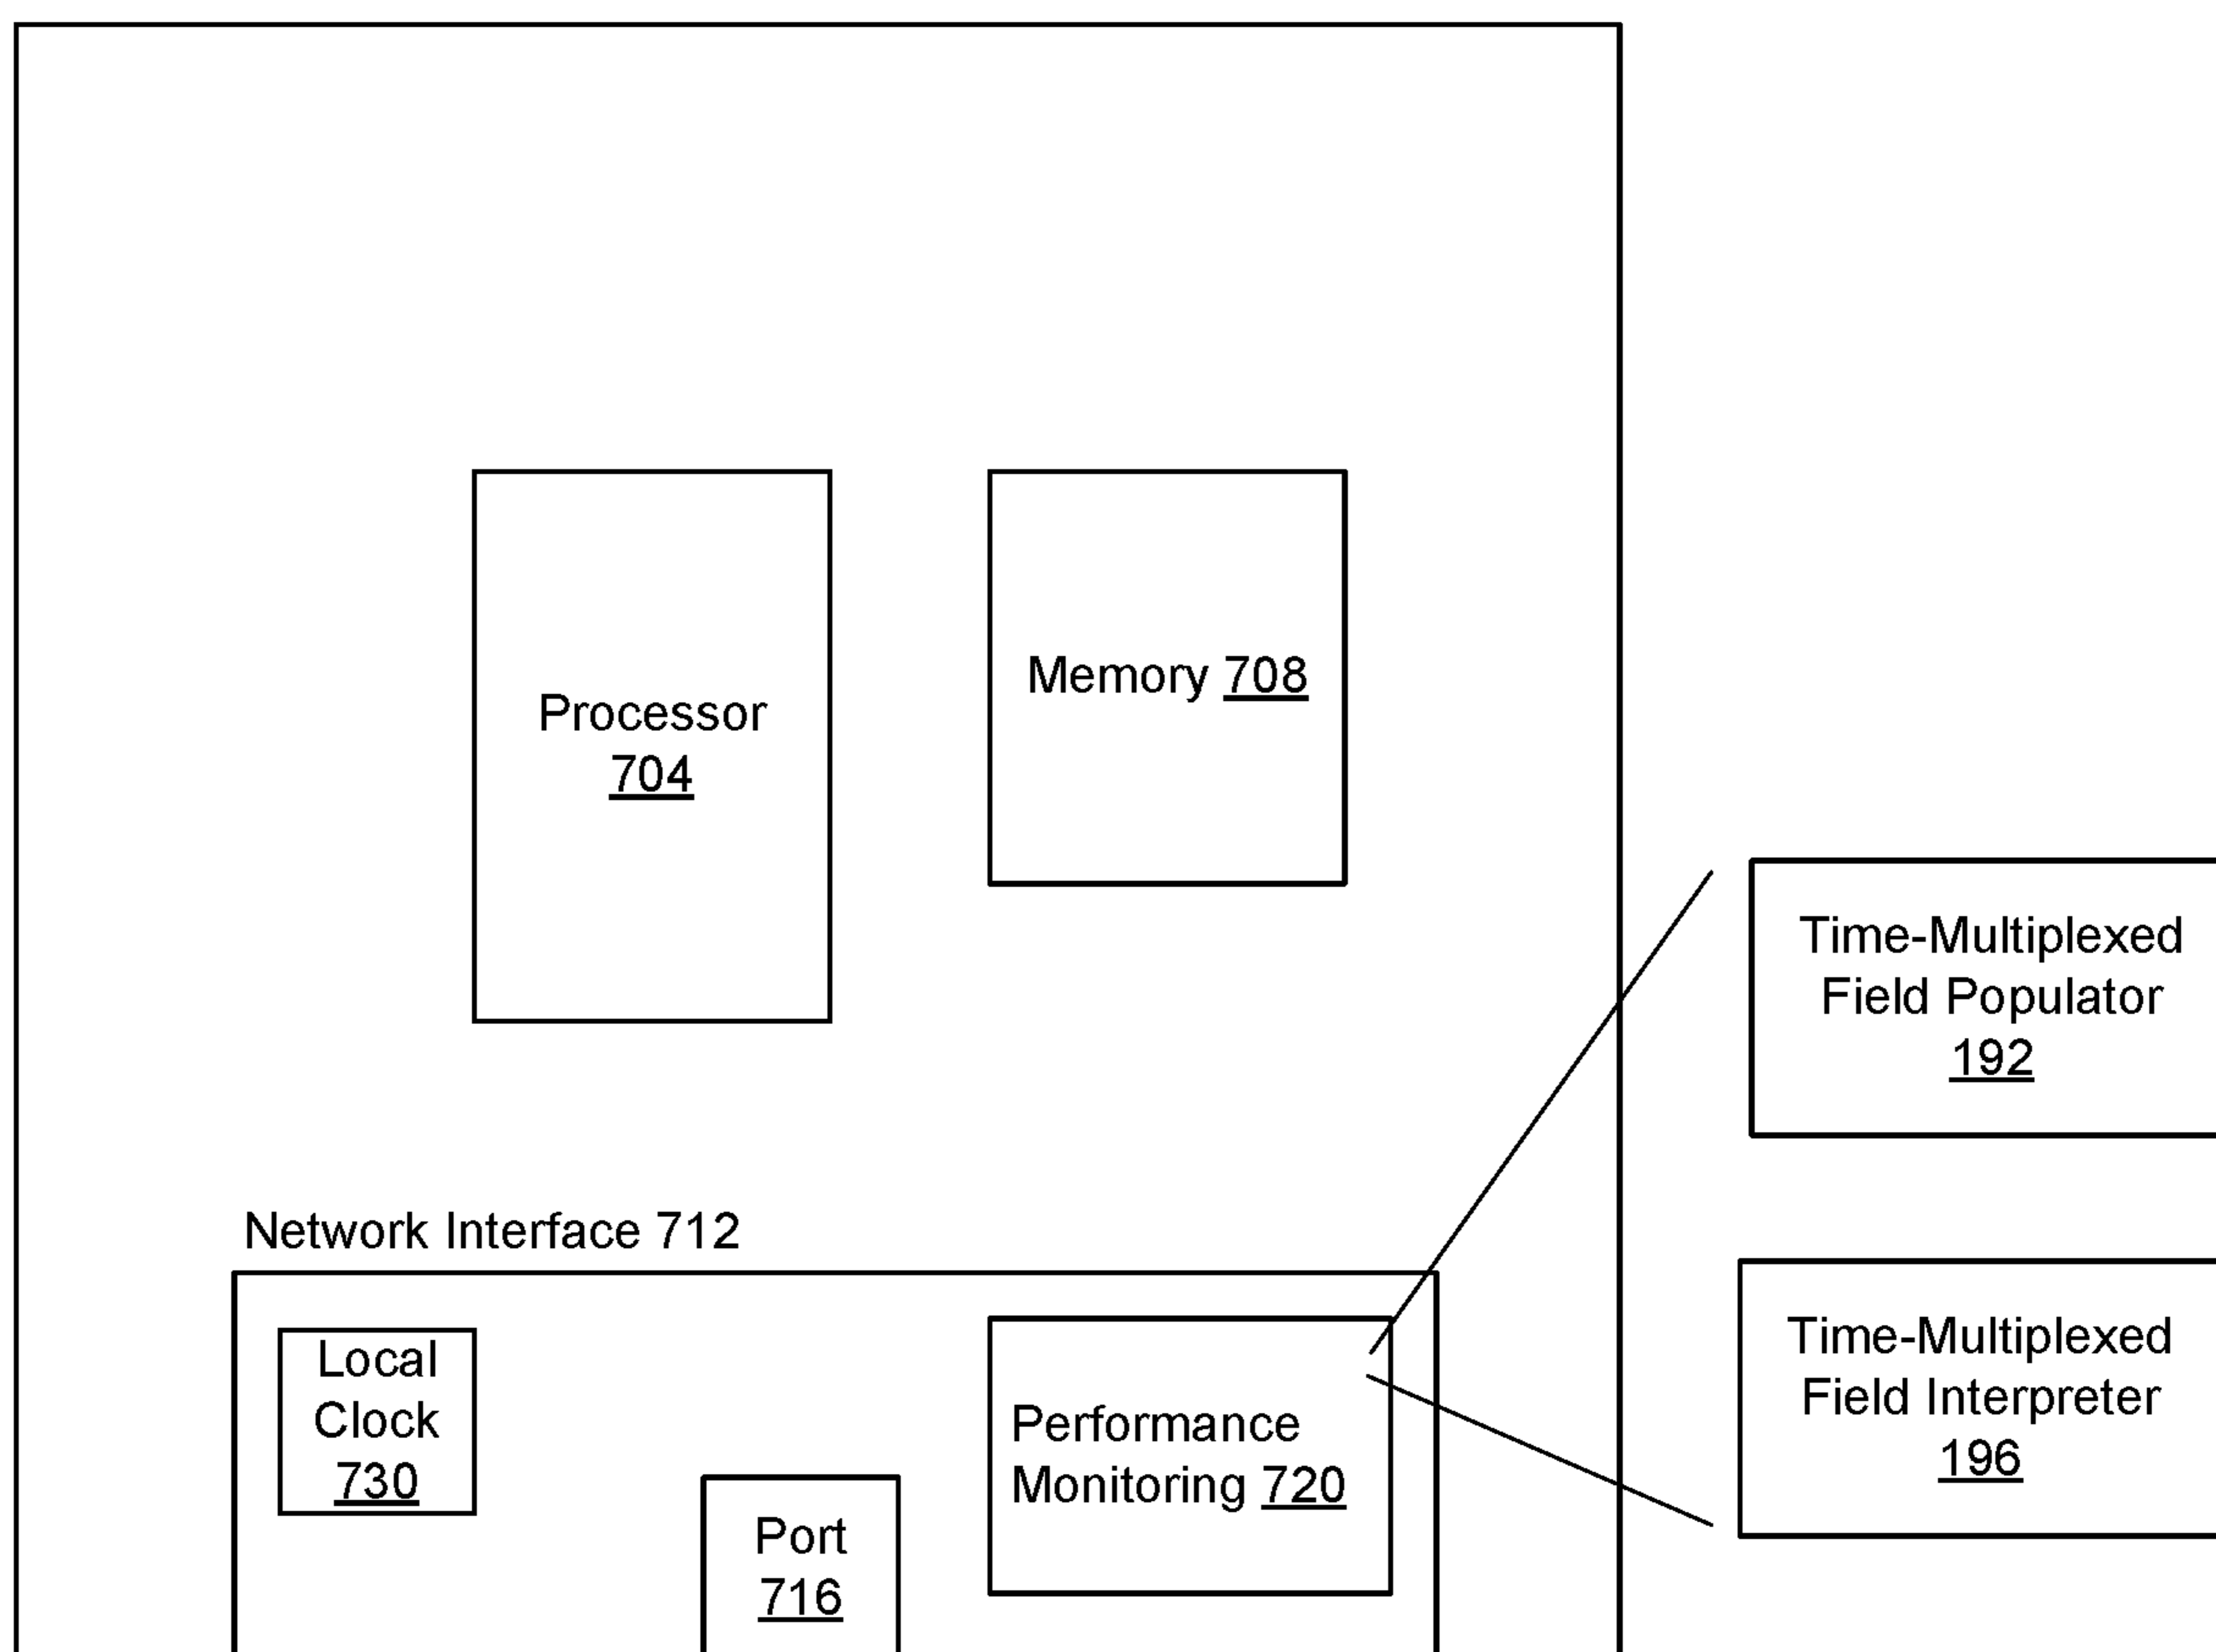 Processor
704
Memory 708
Time-Multiplexed
Field Populator
192
Network Interface 712
Local
Clock
730
Port
716
Performance
Monitoring 720
Time-Multiplexed
Field Interpreter
196